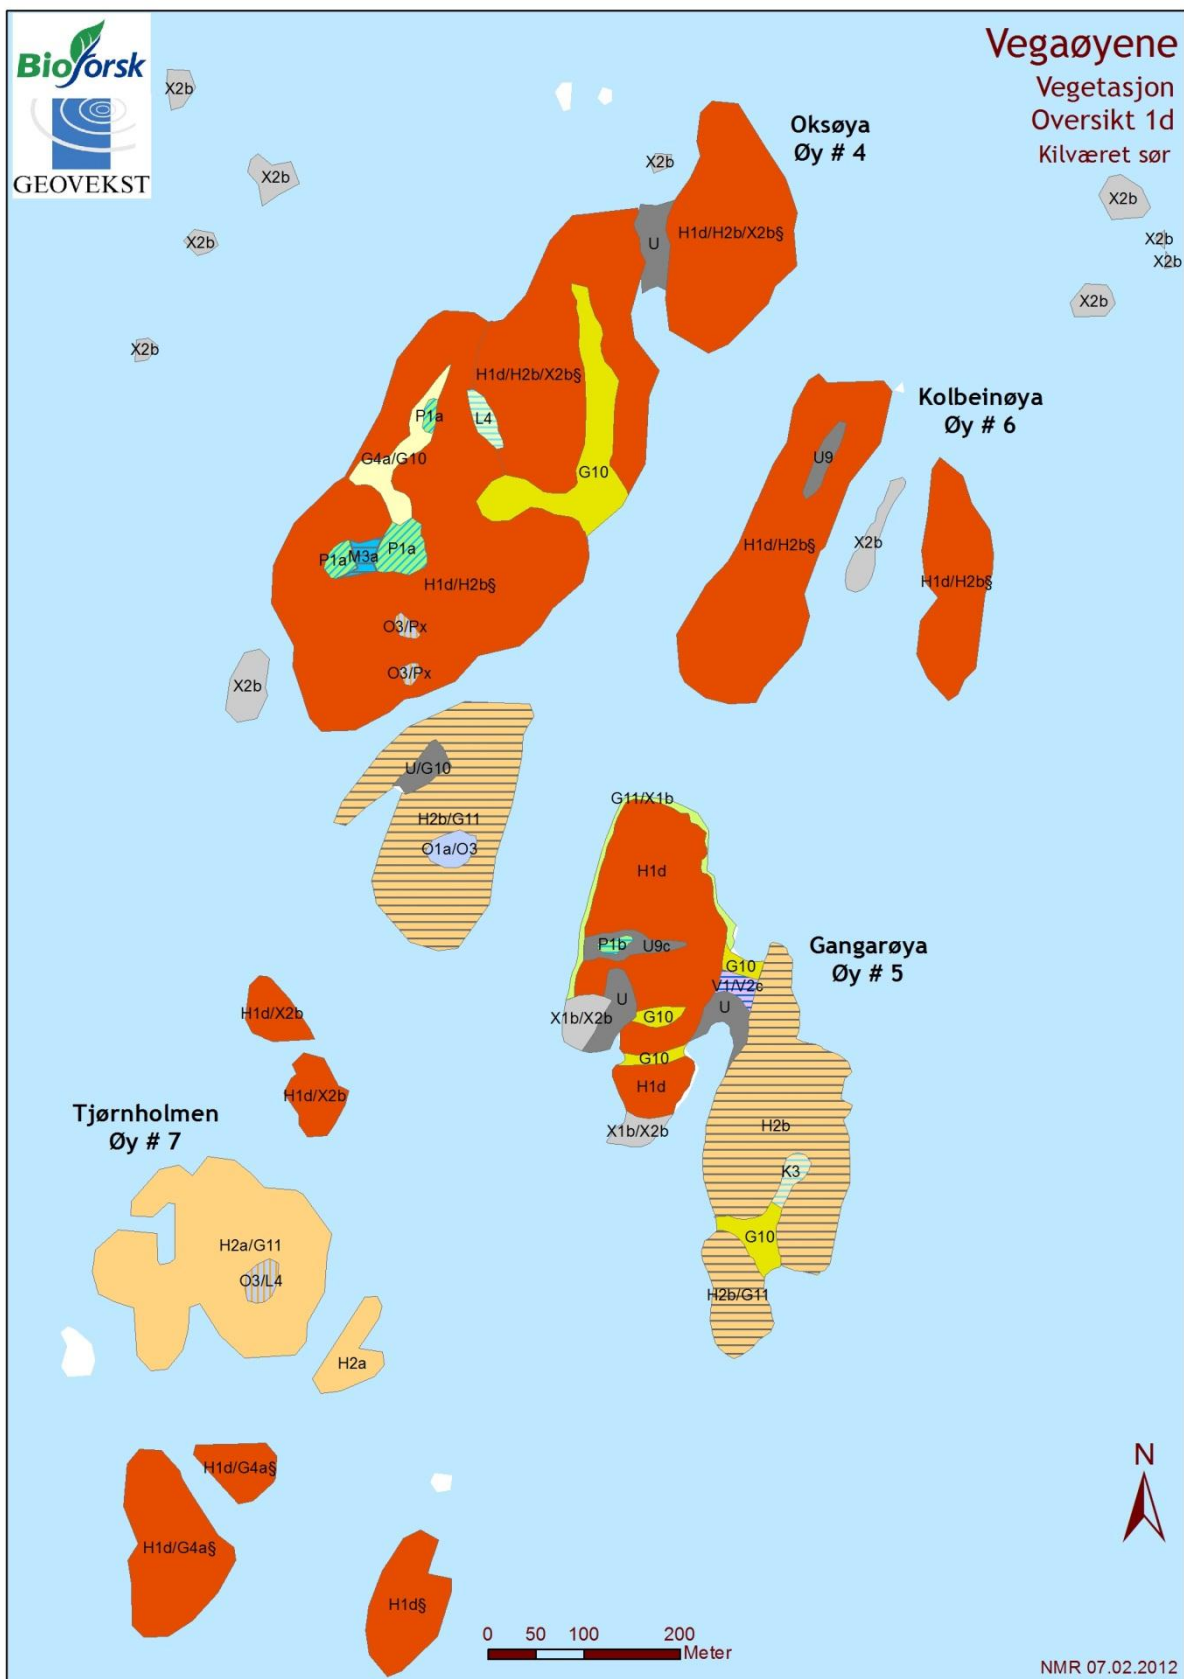 Bioforsk
GEOVEKST
Vegaøyene
Vegetasjon
Oversikt 1d
Kilværet sør
X2b
Oksøya
Øy # 4
X2b
X2b
X2b
X2b
X2b
X2b
H1d/H2b/X2b§
U
X2b
X2b
X2b
H1d/H2b/X2b§
Kolbeinøya
Øy # 6
P1a
L4
G4a/G10
G10
U9
X2b
H1d/H2b§
P1a
M3a
P1a
H1d/H2b§
H1d/H2b§
O3/Px
O3/Px
X2b
U/G10
H2b/G11
O1a/O3
G11/X1b
H1d
P1b
U9c
Gangarøya
Øy # 5
G10
V1/V2c
U
U
X1b/X2b
G10
H1d/X2b
G10
H1d
H1d/X2b
X1b/X2b
H2b
Tjørnholmen
Øy # 7
K3
G10
H2a/G11
O3/L4
H2b/G11
H2a
H1d/G4a§
H1d/G4a§
H1d§
N
0 50 100 200
Meter
NMR 07.02.2012